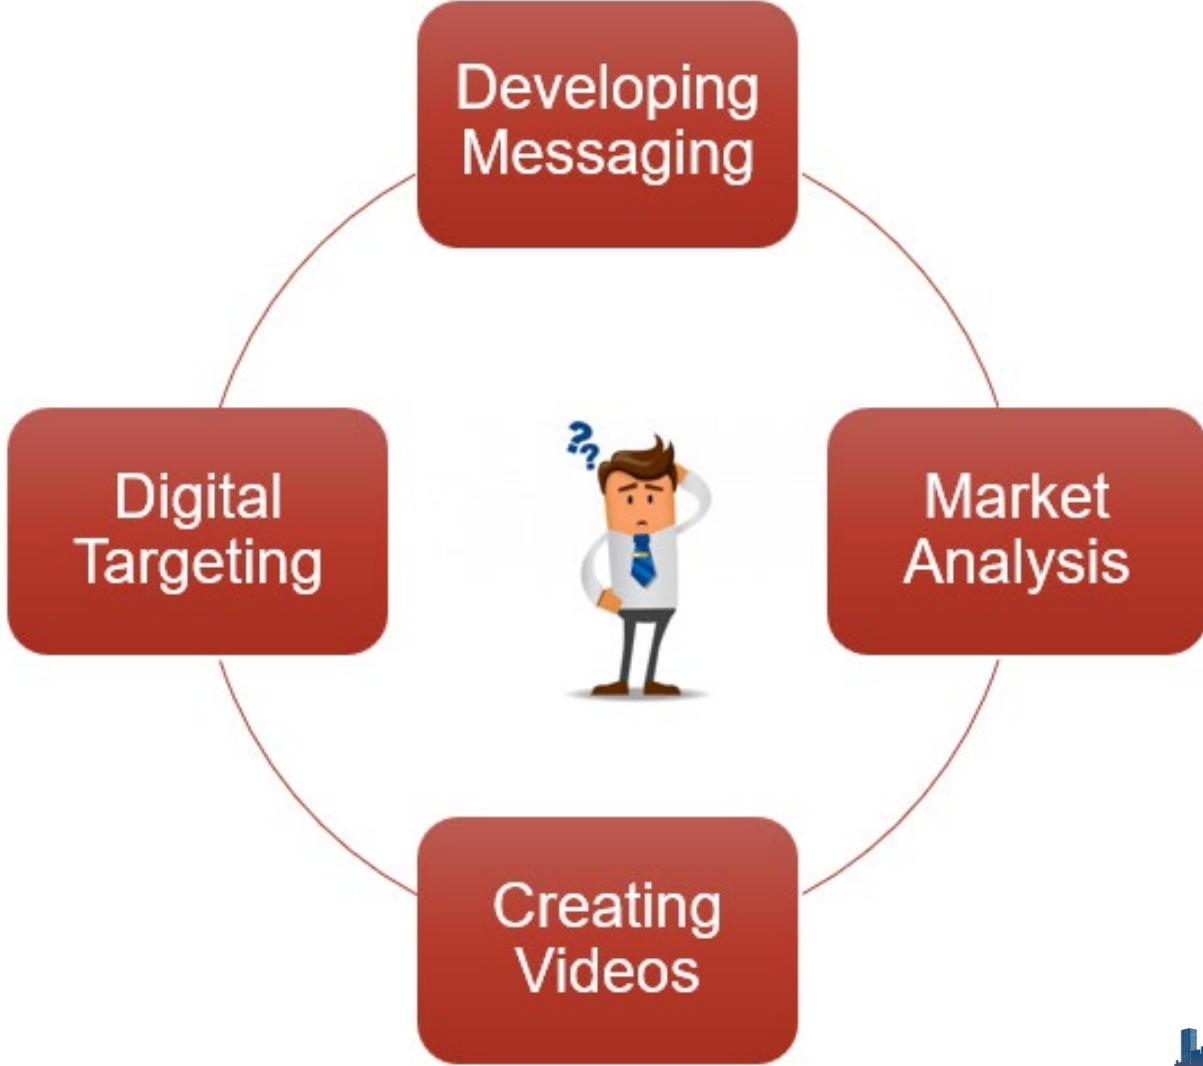 Developing
Messaging
Digital
Targeting
??
Market
Analysis
Creating
Videos